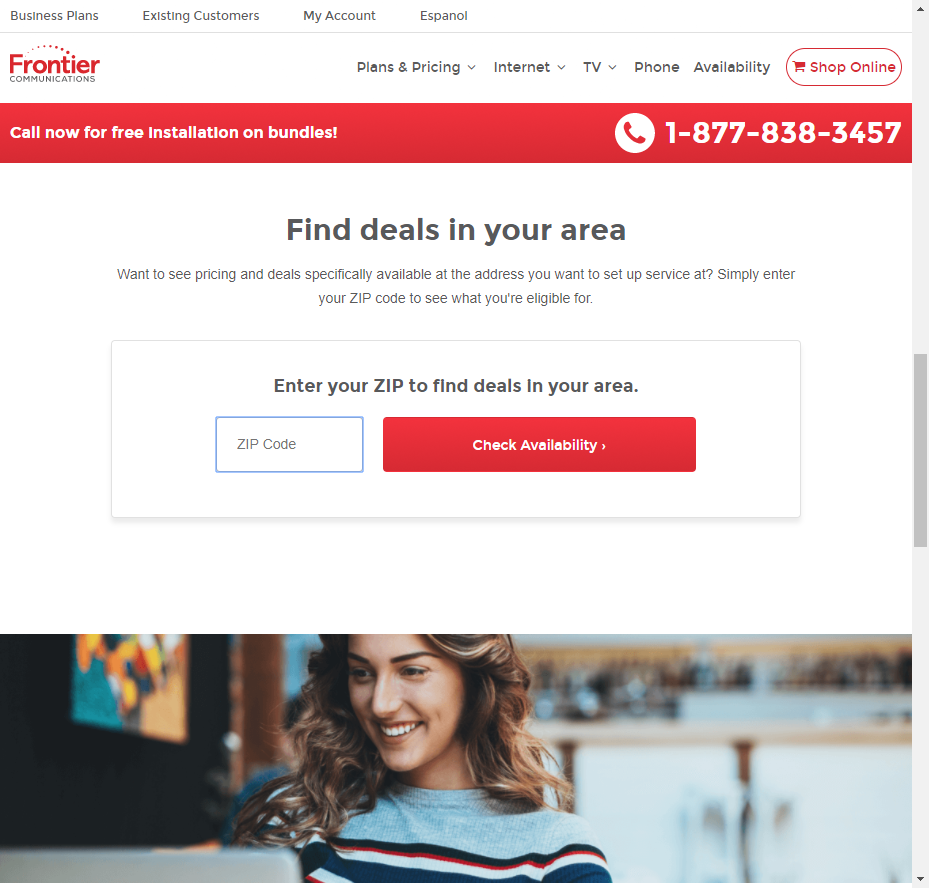 Business Plans Existing Customers My Account Espanol
Frontier
COMMUNICATIONS
Plans & Pricing Internet TV Phone Availability Shop Online
Call now for free installation on bundles! 1-877-838-3457
Find deals in your area
Want to see pricing and deals specifically available at the address you want to set up service at? Simply enter
your ZIP code to see what you're eligible for.
Enter your ZIP to find deals in your area.
ZIP Code Check Availability ›